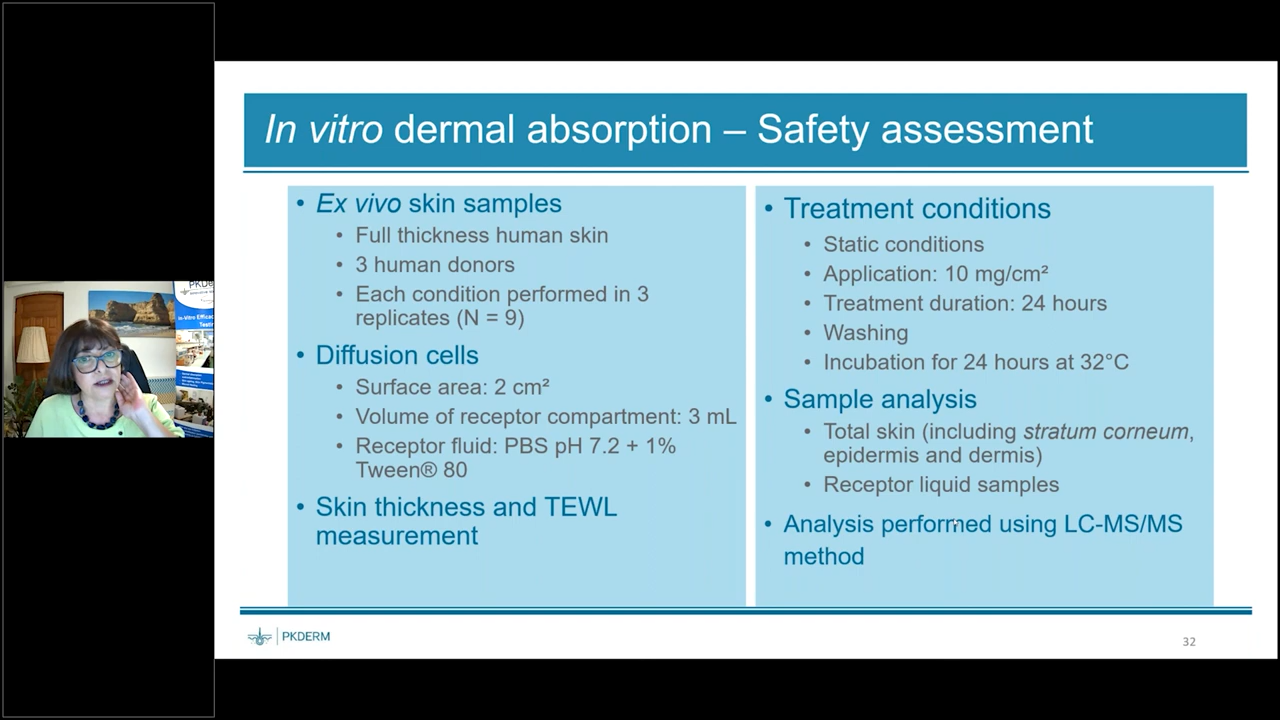 In vitro dermal absorption – Safety assessment
• Ex vivo skin samples
• Full thickness human skin
• 3 human donors
• Each condition performed in 3
replicates (N = 9)
• Diffusion cells
• Surface area: 2 cm²
• Volume of receptor compartment: 3 mL
• Receptor fluid: PBS pH 7.2 + 1%
Tween® 80
• Skin thickness and TEWL
measurement
• Treatment conditions
• Static conditions
• Application: 10 mg/cm²
• Treatment duration: 24 hours
• Washing
• Incubation for 24 hours at 32°C
• Sample analysis
• Total skin (including stratum corneum,
epidermis and dermis)
• Receptor liquid samples
• Analysis performed using LC-MS/MS
method
PKDERM
32